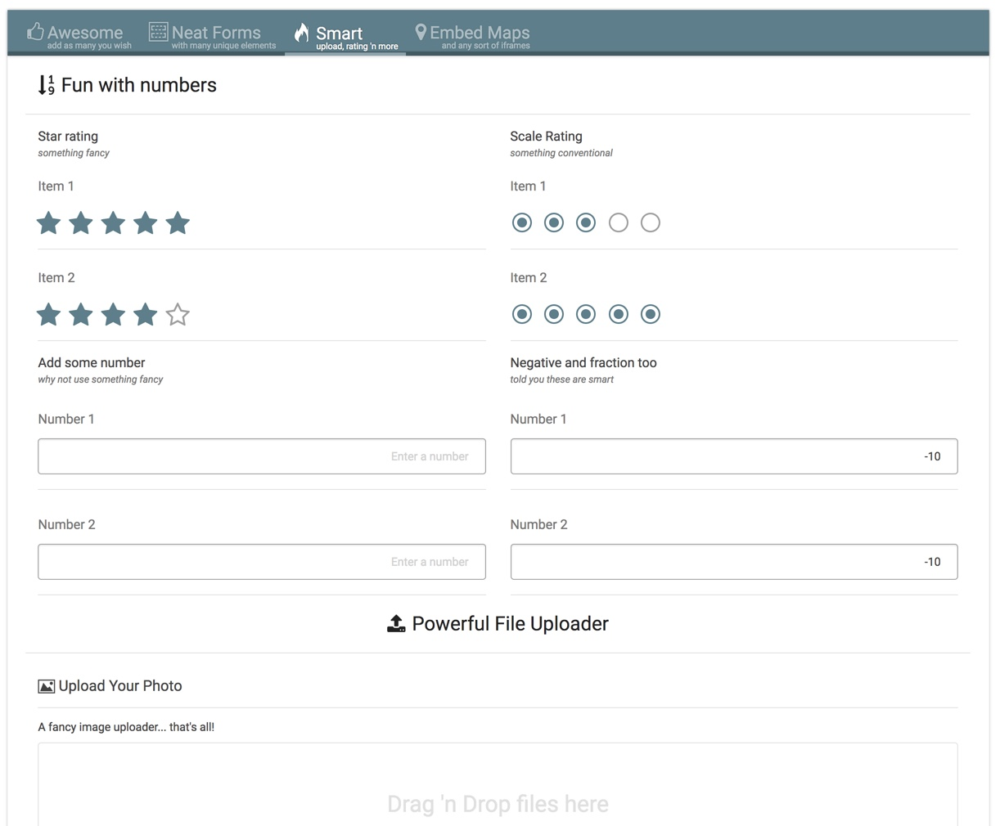 Awesome
add as many you wish
Neat Forms
with many unique elements
Smart
upload, rating 'n more
Embed Maps
and any sort of iframes
Fun with numbers
Star rating
something fancy
Item 1
Item 2
Scale Rating
something conventional
Item 1
Item 2
Add some number
why not use something fancy
Number 1
Enter a number
Number 2
Enter a number
Negative and fraction too
told you these are smart
Number 1
-10
Number 2
-10
Powerful File Uploader
Upload Your Photo
A fancy image uploader... that's all!
Drag 'n Drop files here